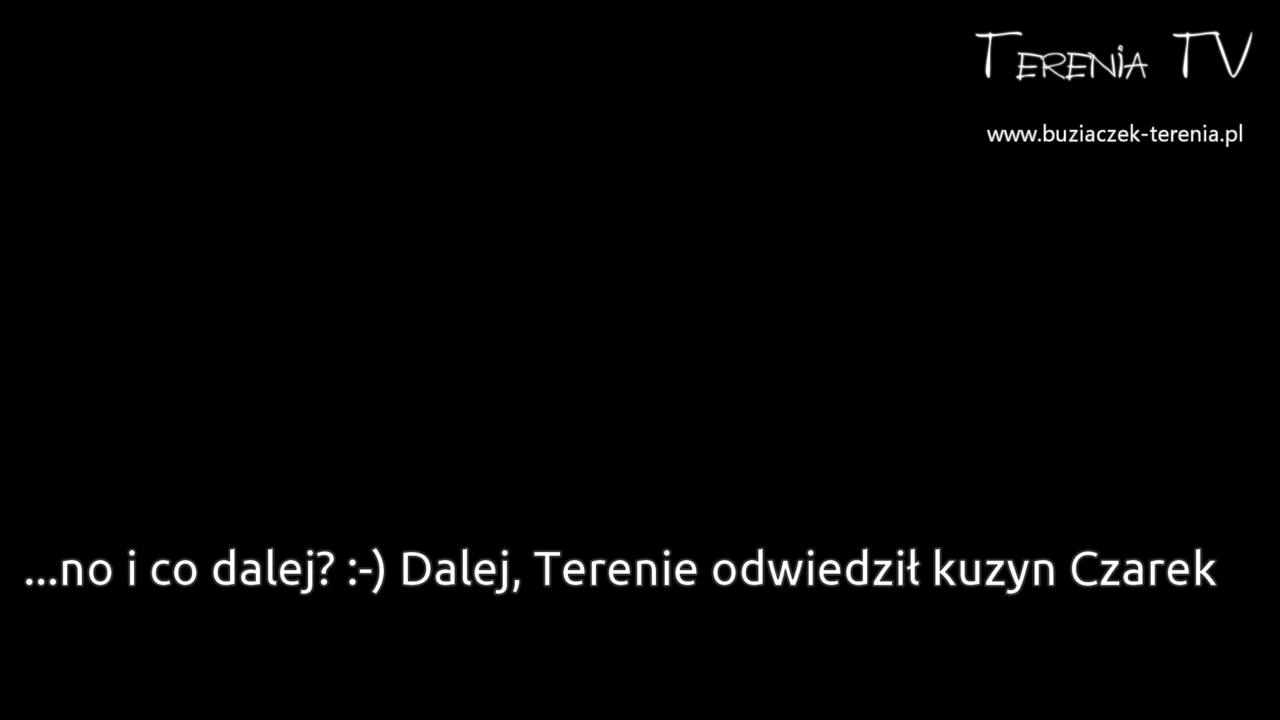 Terenia TV
www.buziaczek-terenia.pl
...no i co dalej? :-) Dalej, Terenie odwiedził kuzyn Czarek